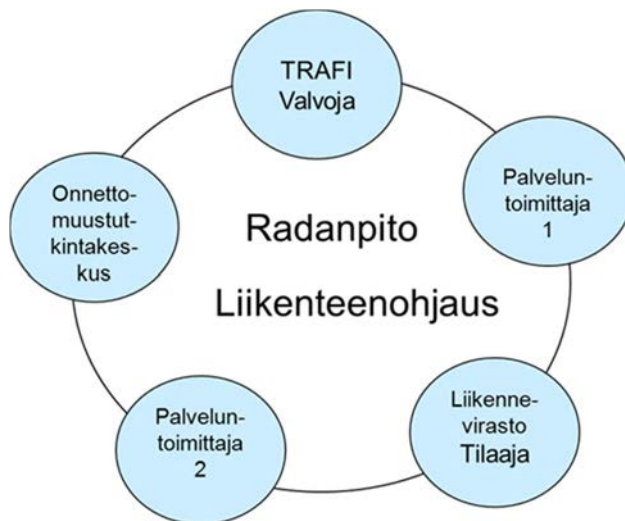 TRAFI
Valvoja
Palvelun-
toimittaja
1
Liikenne-
virasto
Tilaaja
Palvelun-
toimittaja
2
Onnetto-
muustut-
kintakes-
kus
Radanpito
Liikenteenohjaus